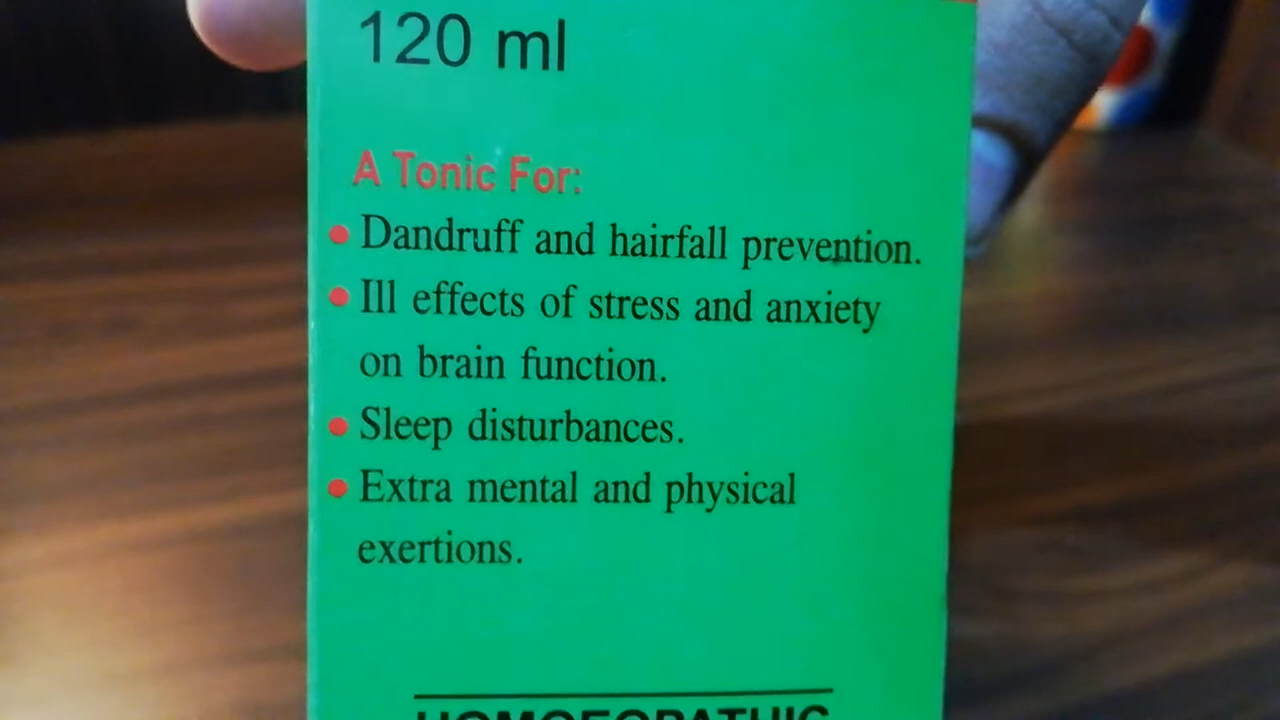 120 ml
A Tonic For:
• Dandruff and hairfall prevention.
• Ill effects of stress and anxiety
on brain function.
• Sleep disturbances.
• Extra mental and physical
exertions.
HOMOEOPATHIC